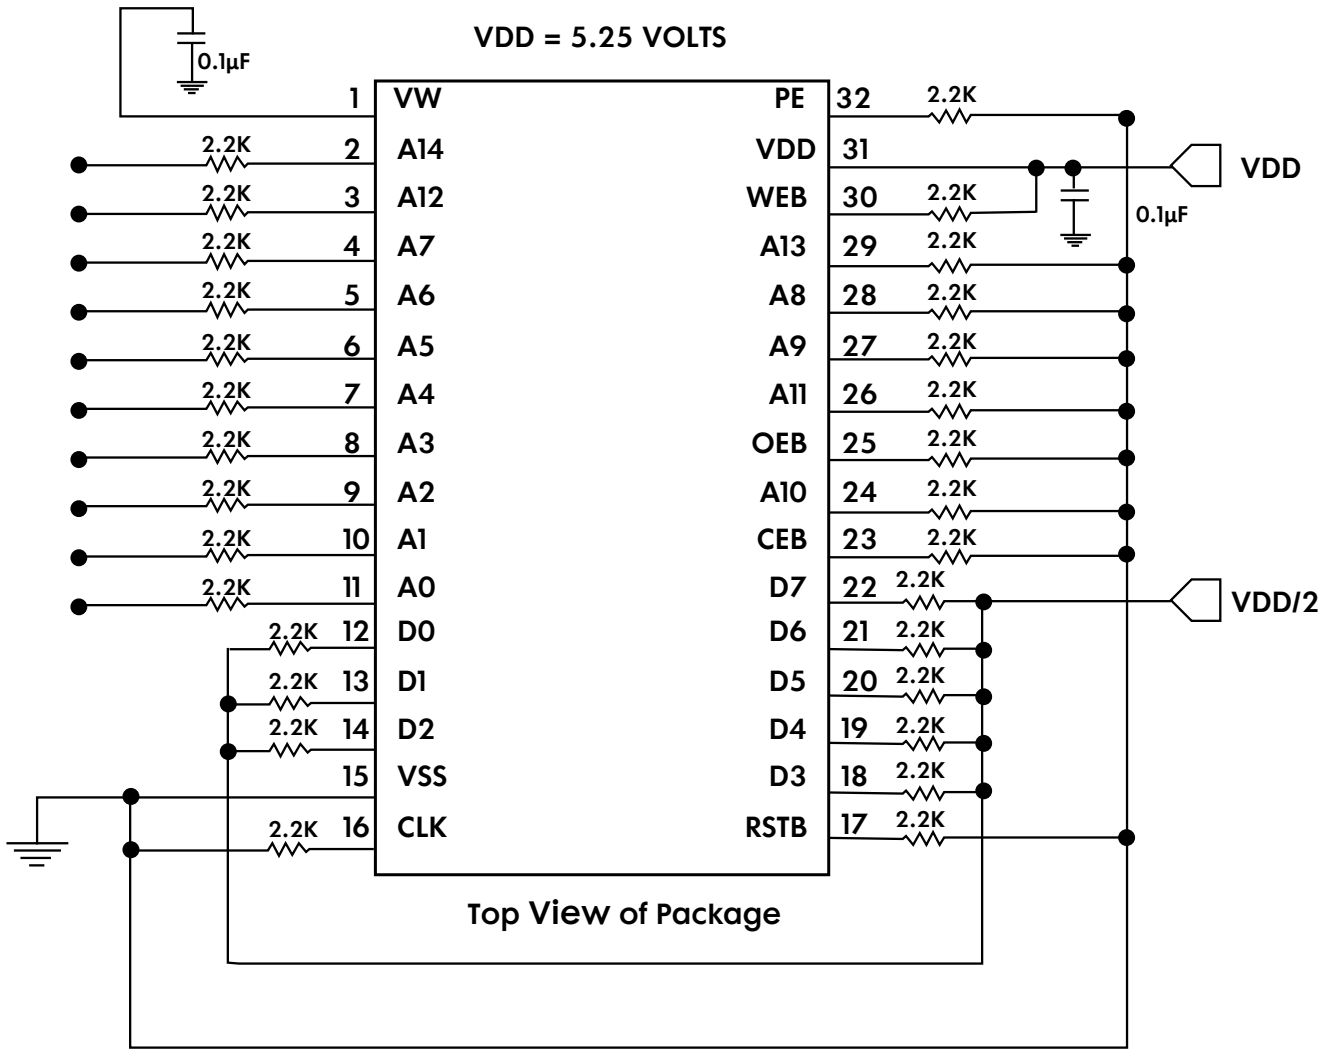 VDD = 5.25 VOLTS
0.1µF
1 VW PE 32 2.2K
2.2K 2 A14 VDD 31 VDD
2.2K 3 A12 WEB 30 2.2K 0.1µF
2.2K 4 A7 A13 29 2.2K
2.2K 5 A6 A8 28 2.2K
2.2K 6 A5 A9 27 2.2K
2.2K 7 A4 A11 26 2.2K
2.2K 8 A3 OEB 25 2.2K
2.2K 9 A2 A10 24 2.2K
2.2K 10 A1 CEB 23 2.2K
2.2K 11 A0 D7 22 2.2K VDD/2
2.2K 12 D0 D6 21 2.2K
2.2K 13 D1 D5 20 2.2K
2.2K 14 D2 D4 19 2.2K
15 VSS D3 18 2.2K
2.2K 16 CLK RSTB 17 2.2K
Top View of Package